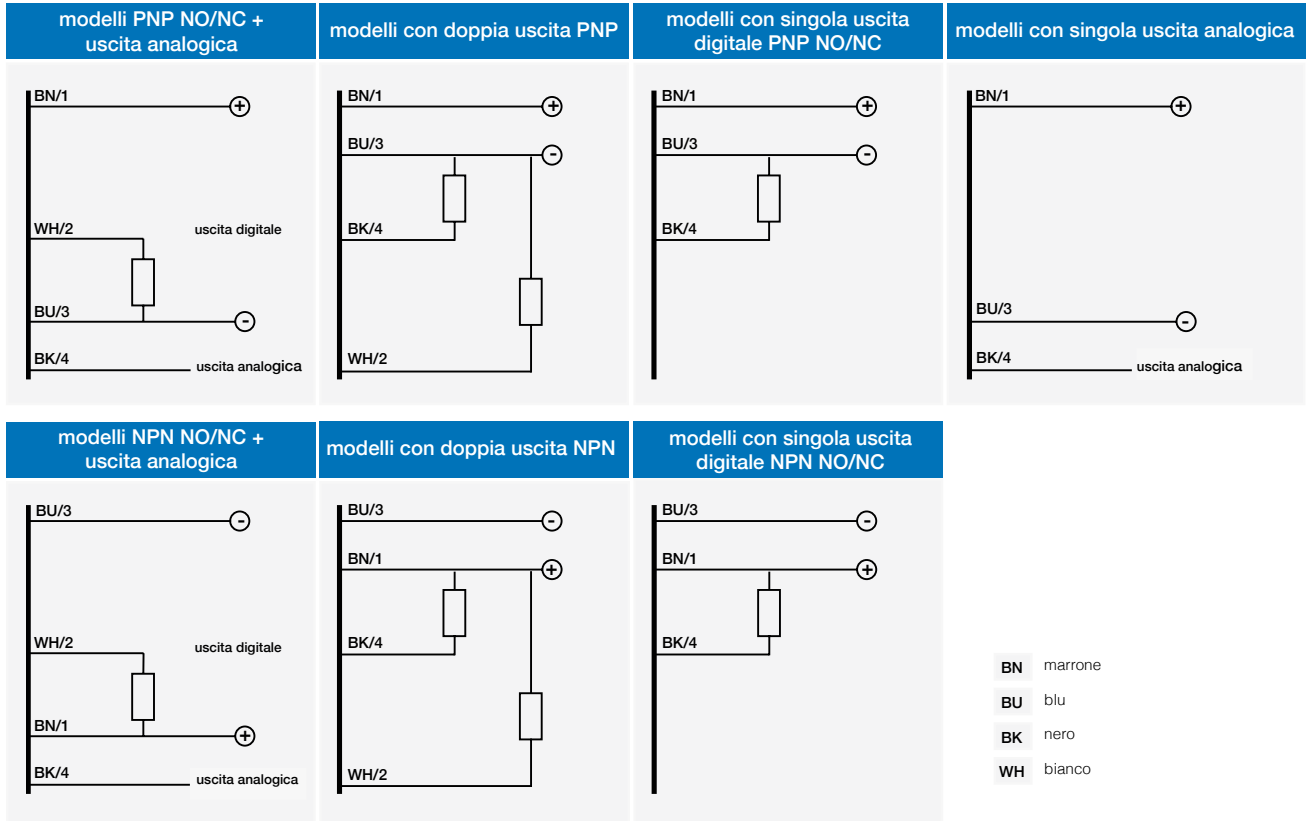 modelli PNP NO/NC +
uscita analogica
modelli con doppia uscita PNP
modelli con singola uscita
digitale PNP NO/NC
modelli con singola uscita analogica
BN/1
+
WH/2
uscita digitale
BU/3
-
BK/4
uscita analogica
BN/1
+
BU/3
-
BK/4
WH/2
BN/1
+
BU/3
-
BK/4
BN/1
+
BU/3
-
BK/4
uscita analogica
modelli NPN NO/NC +
uscita analogica
modelli con doppia uscita NPN
modelli con singola uscita
digitale NPN NO/NC
BU/3
-
WH/2
uscita digitale
BN/1
+
BK/4
uscita analogica
BU/3
-
BN/1
+
BK/4
WH/2
BU/3
-
BN/1
+
BK/4
BN marrone
BU blu
BK nero
WH bianco